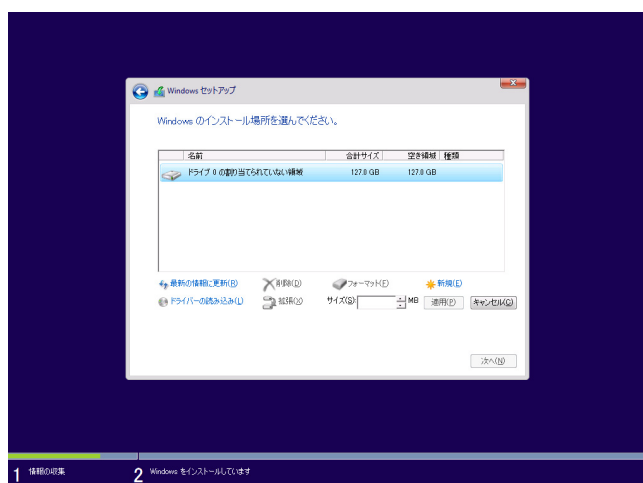 Windows セットアップ
Windows のインストール場所を選んでください。
名前 合計サイズ 空き領域 種類
ドライブ 0 の割り当てられていない領域 127.0 GB 127.0 GB
最新の情報に更新(R) 削除(D) フォーマット(F) 新規(E)
ドライバーの読み込み(L) 拡張(X) サイズ(S): MB 適用(P) キャンセル(C)
次へ(N)
1 情報の収集 2 Windows をインストールしています